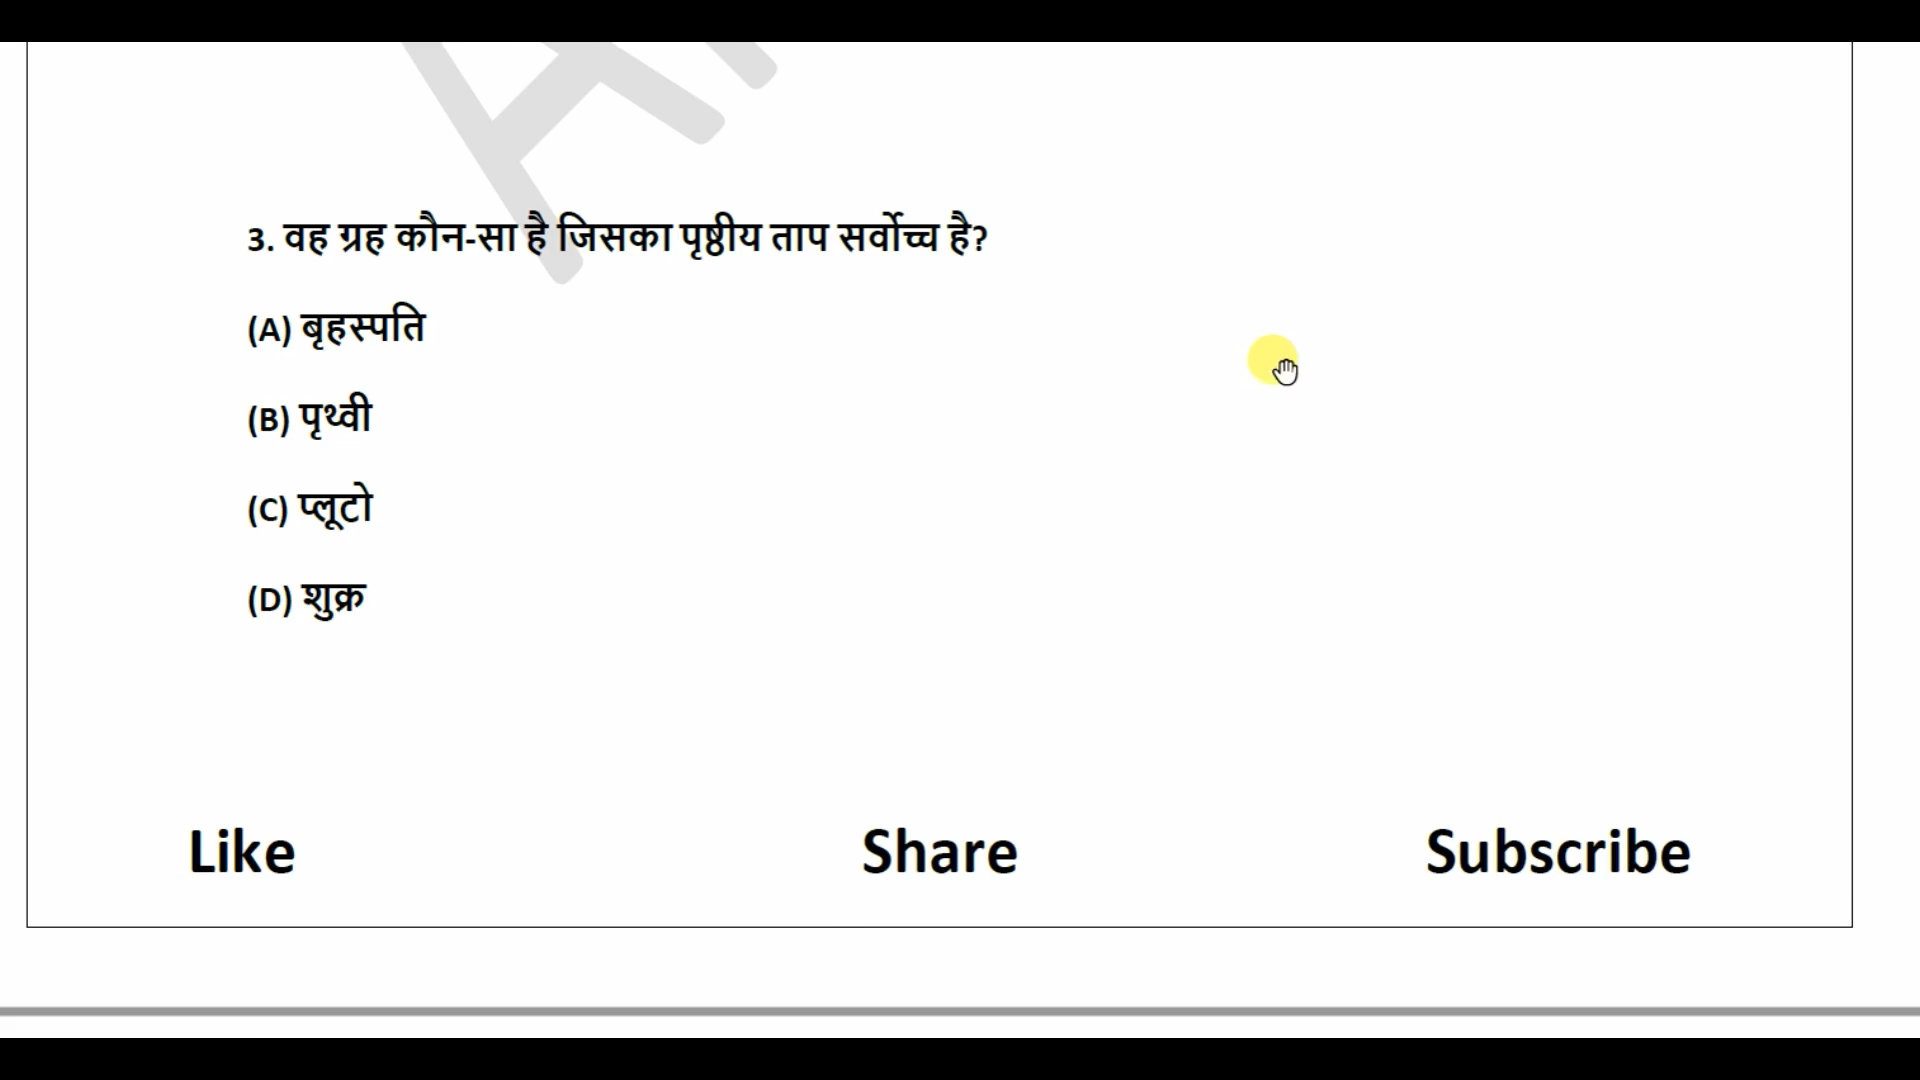 3. वह ग्रह कौन-सा है जिसका पृष्ठीय ताप सर्वोच्च है?
(A) बृहस्पति
(B) पृथ्वी
(C) प्लूटो
(D) शुक्र
Like Share Subscribe